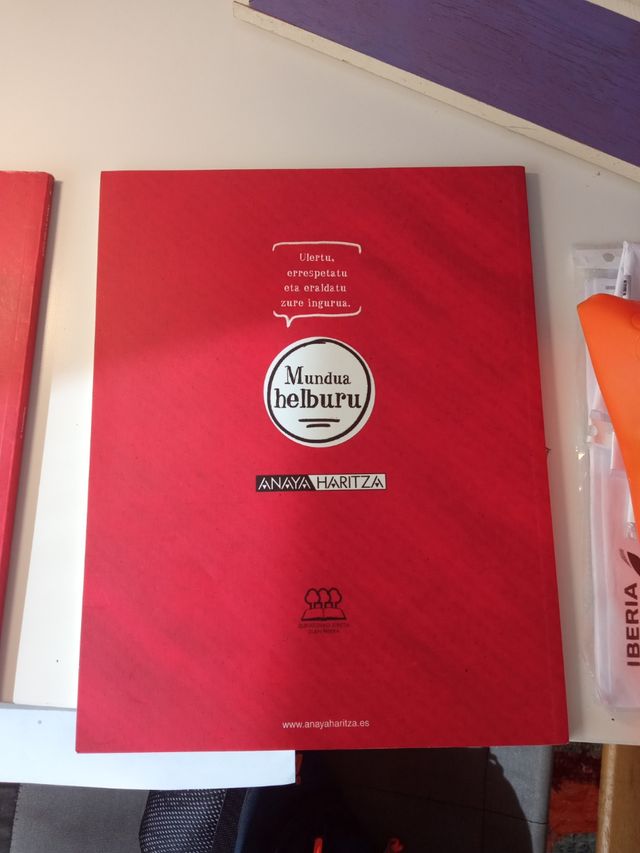 Ulertu,
errespetatu
eta eraldatu
zure ingurua.
Mundua
helburu
ANAYA HARITZA
www.anayaharitza.es
IBERIA